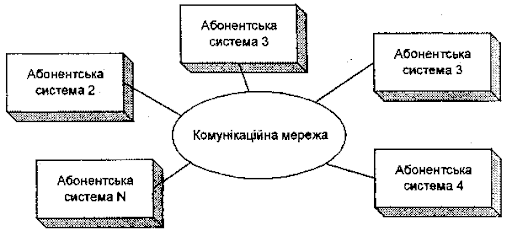 Абонентська
система 3
Абонентська
система 2
Абонентська
система 3
Комунікаційна мережа
Абонентська
система N
Абонентська
система 4